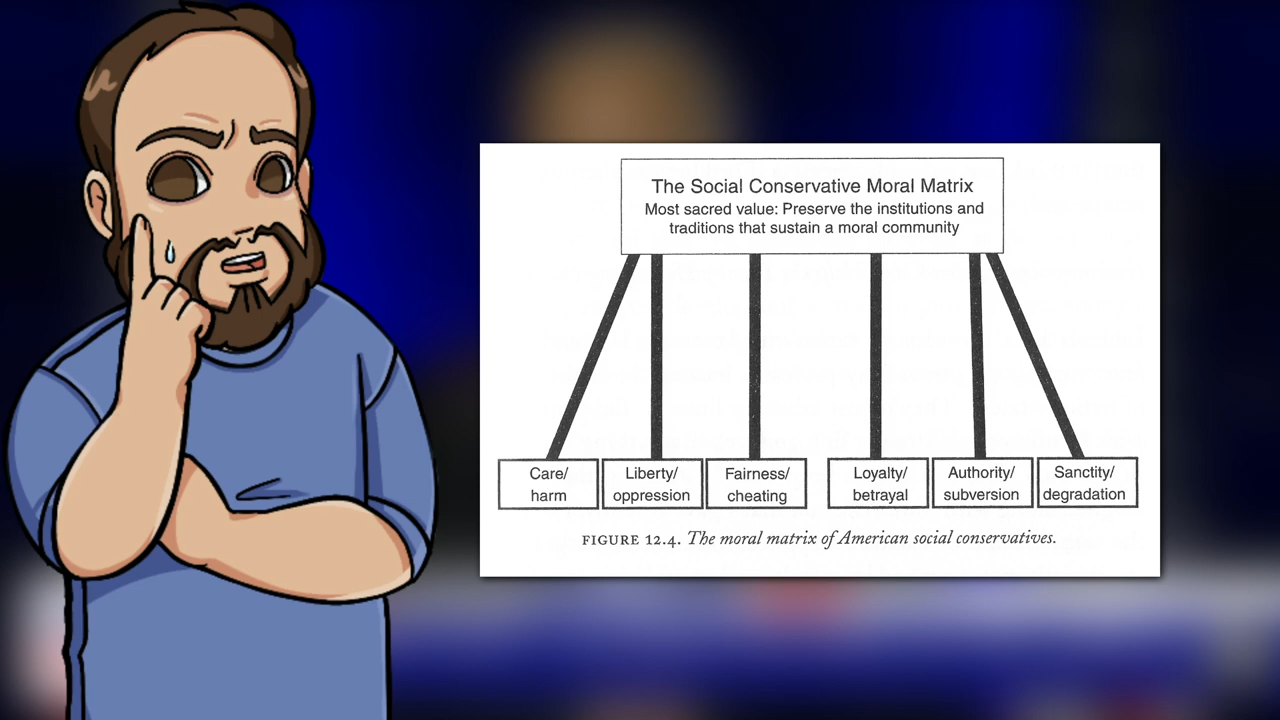 The Social Conservative Moral Matrix
Most sacred value: Preserve the institutions and
traditions that sustain a moral community
Care/
harm
Liberty/
oppression
Fairness/
cheating
Loyalty/
betrayal
Authority/
subversion
Sanctity/
degradation
FIGURE 12.4. The moral matrix of American social conservatives.